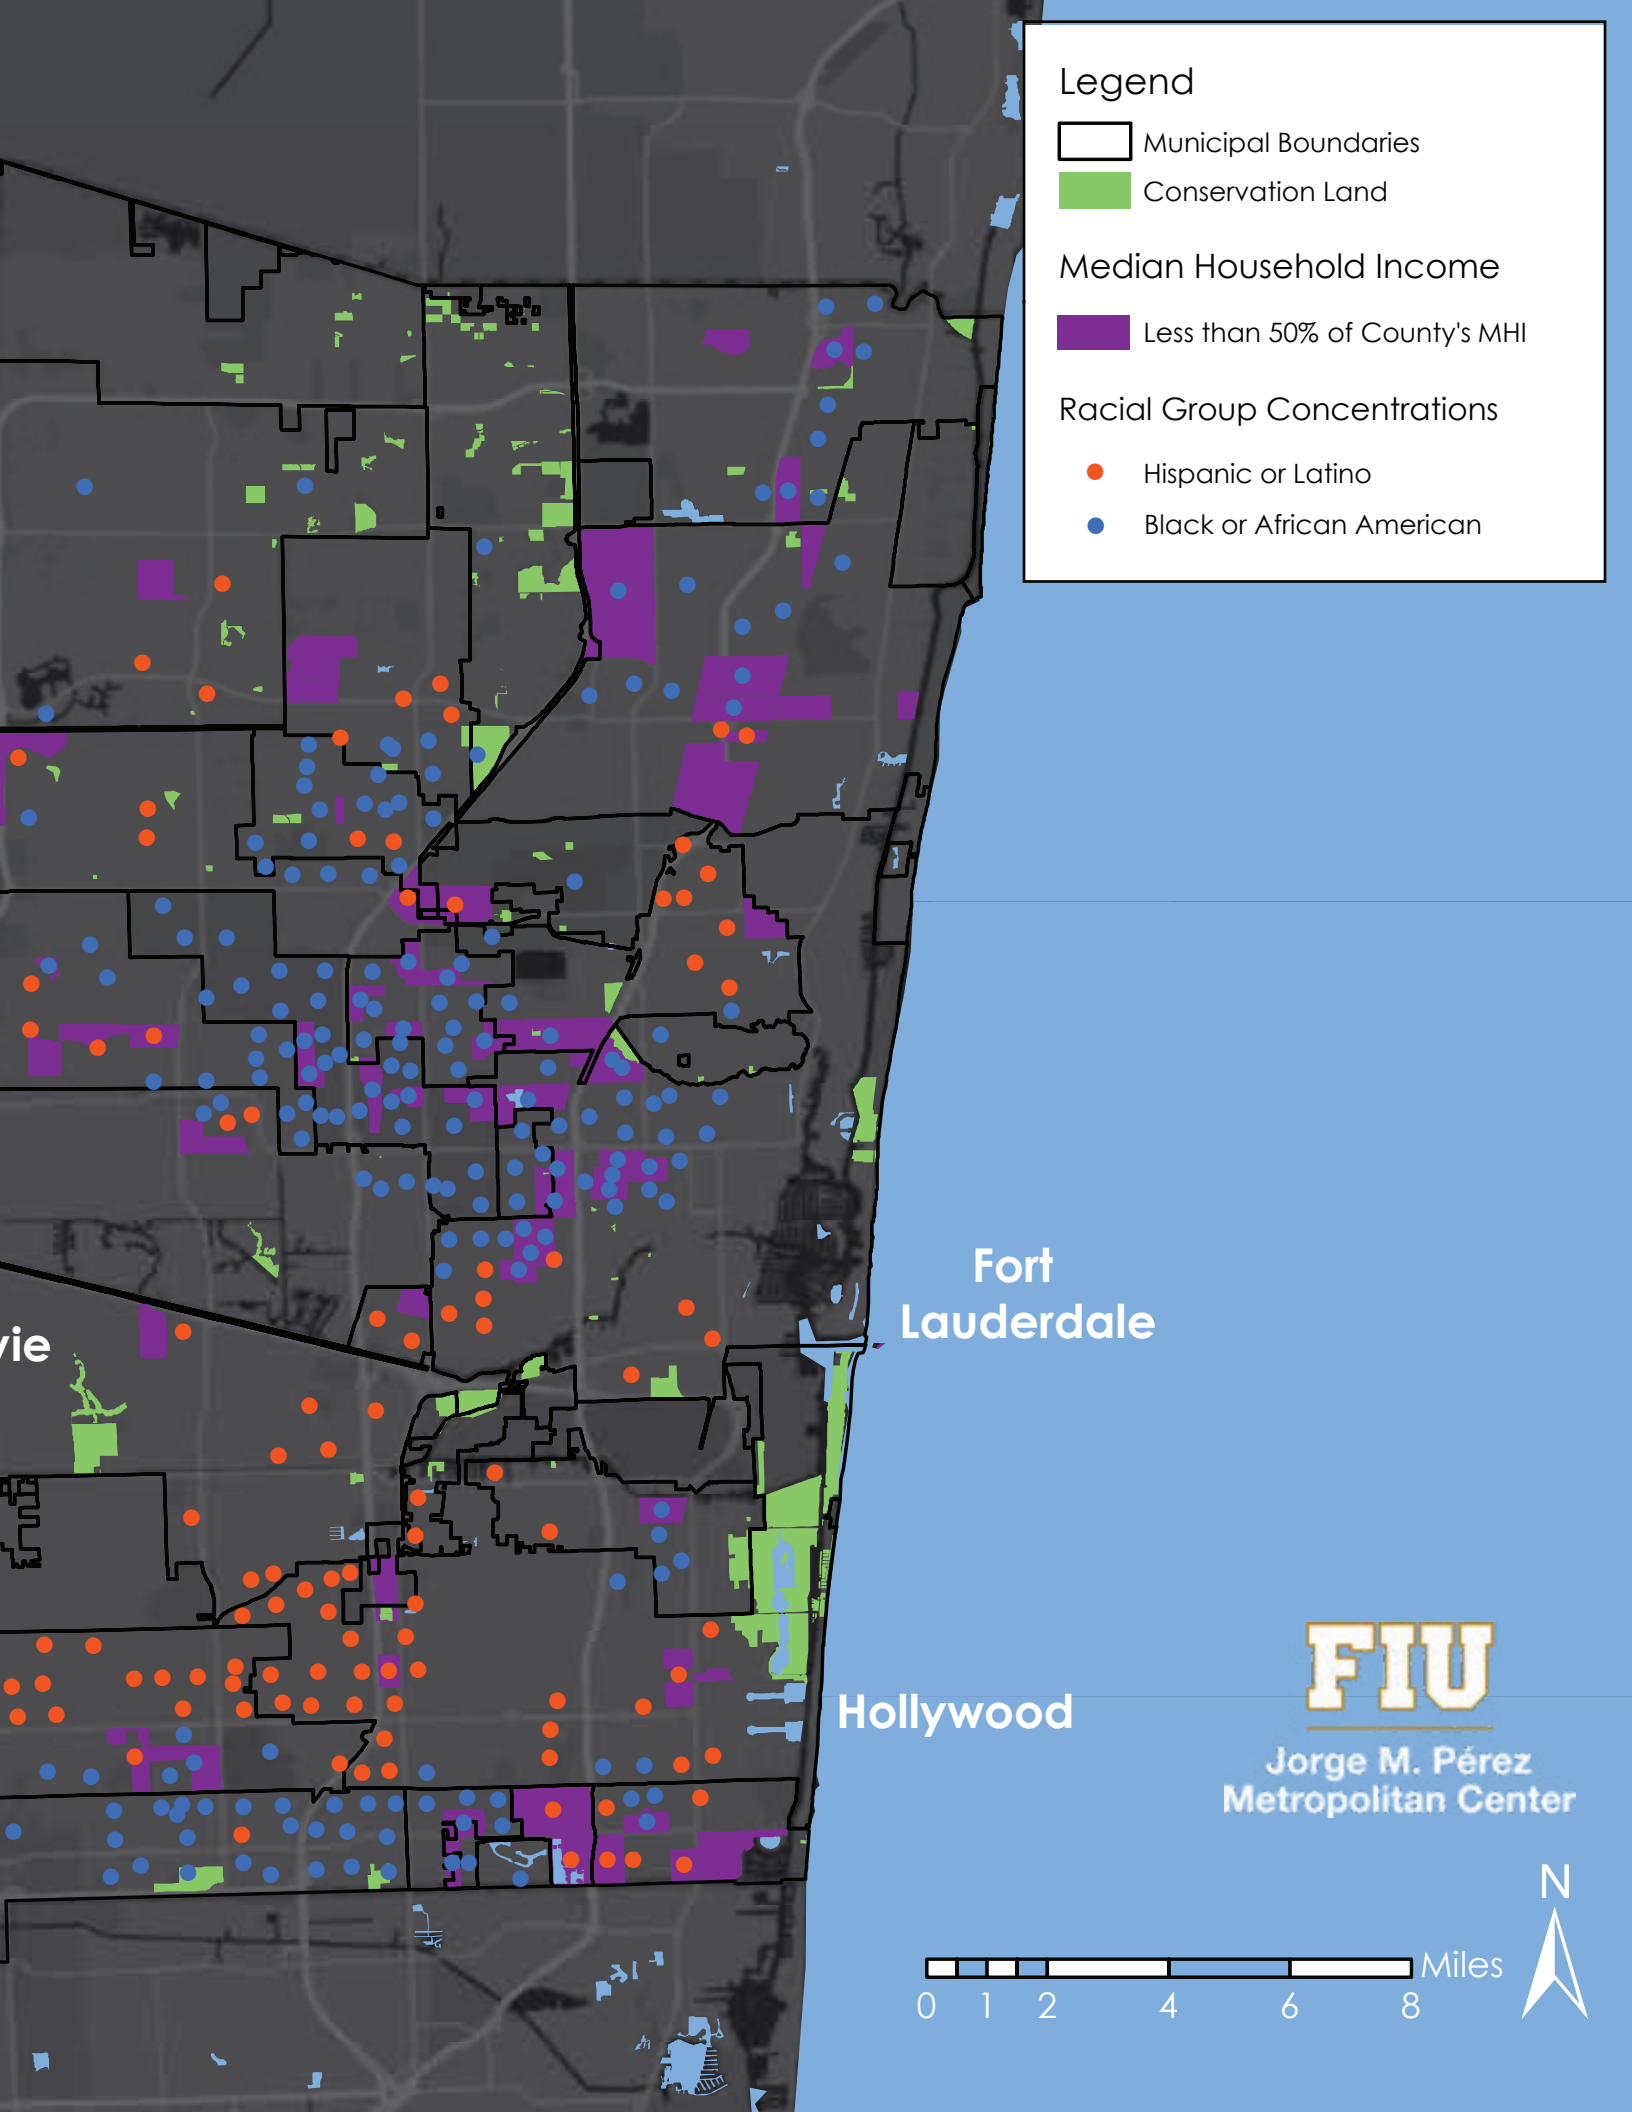 Legend
Municipal Boundaries
Conservation Land
Median Household Income
Less than 50% of County's MHI
Racial Group Concentrations
Hispanic or Latino
Black or African American
Fort
Lauderdale
vie
Hollywood
FIU
Jorge M. Pérez
Metropolitan Center
N
Miles
0 1 2 4 6 8